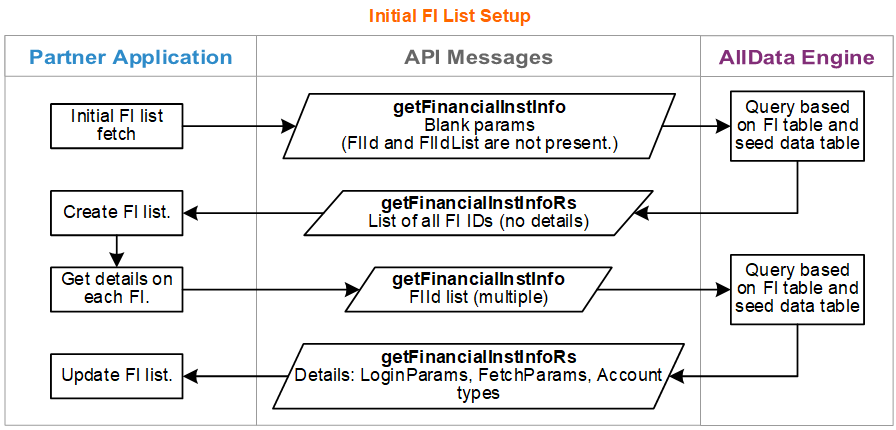 Initial FI List Setup
Partner Application
API Messages
AllData Engine
Initial FI list
fetch
getFinancialInstInfo
Blank params
(FIId and FIIdList are not present.)
Query based
on FI table and
seed data table
Create FI list.
getFinancialInstInfoRs
List of all FI IDs (no details)
Get details on
each FI.
getFinancialInstInfo
FIId list (multiple)
Query based
on FI table and
seed data table
Update FI list.
getFinancialInstInfoRs
Details: LoginParams, FetchParams, Account
types